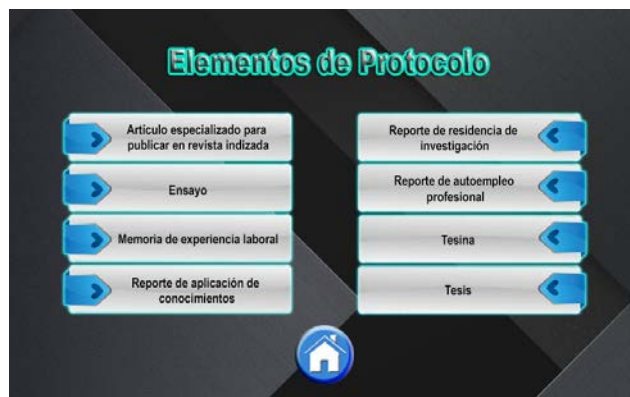 Elementos de Protocolo
Artículo especializado para
publicar en revista indizada
Ensayo
Memoria de experiencia laboral
Reporte de aplicación de
conocimientos
Reporte de residencia de
investigación
Reporte de autoempleo
profesional
Tesina
Tesis